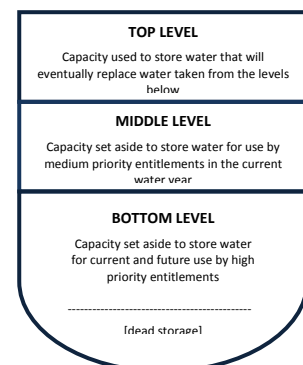 TOP LEVEL
Capacity used to store water that will
eventually replace water taken from the levels
below
MIDDLE LEVEL
Capacity set aside to store water for use by
medium priority entitlements in the current
water year
BOTTOM LEVEL
Capacity set aside to store water
for current and future use by high
priority entitlements
---------------------------------------------
[dead storage]